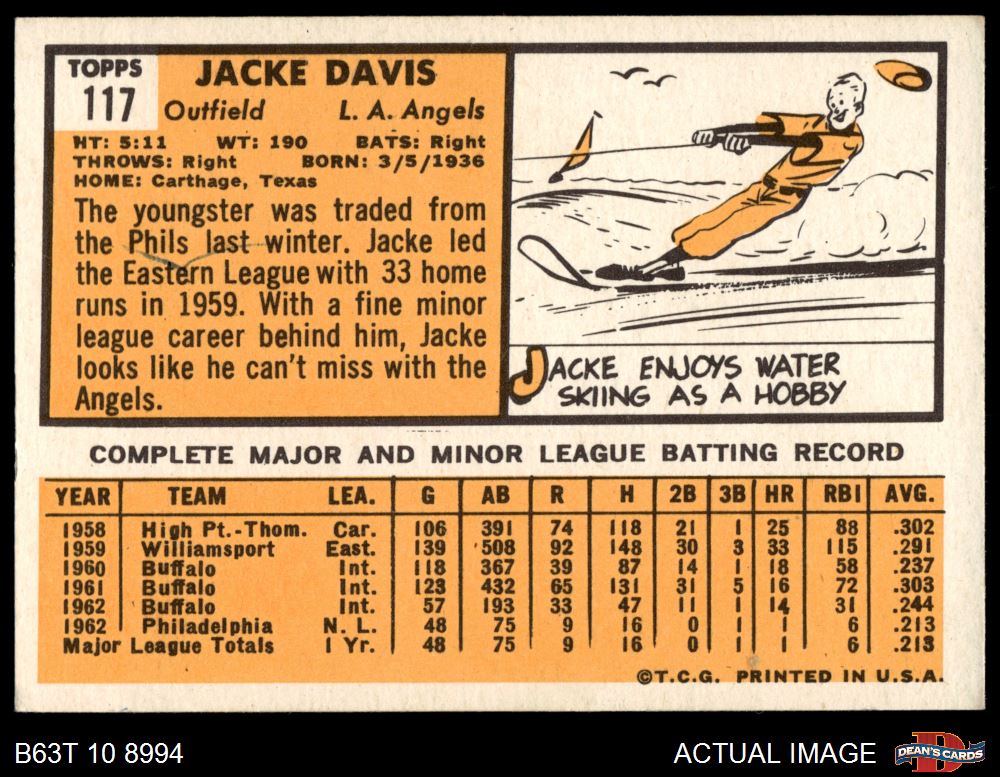 TOPPS
117
JACKE DAVIS
Outfield L. A. Angels
HT: 5:11 WT: 190 BATS: Right
THROWS: Right BORN: 3/5/1936
HOME: Carthage, Texas
The youngster was traded from
the Phils last winter. Jacke led
the Eastern League with 33 home
runs in 1959. With a fine minor
league career behind him, Jacke
looks like he can't miss with the
Angels.
JACKE ENJOYS WATER
SKIING AS A HOBBY
COMPLETE MAJOR AND MINOR LEAGUE BATTING RECORD
YEAR TEAM LEA. G AB R H 2B 3B HR RBI AVG.
1958 High Pt.-Thom. Car. 106 391 74 118 21 1 25 88 .302
1959 Williamsport East. 139 508 92 148 30 3 33 115 .291
1960 Buffalo Int. 118 367 39 87 14 1 18 58 .237
1961 Buffalo Int. 123 432 65 131 31 5 16 72 .303
1962 Buffalo Int. 57 193 33 47 11 1 14 31 .244
1962 Philadelphia N. L. 48 75 9 16 0 1 1 6 .213
Major League Totals 1 Yr. 48 75 9 16 0 1 1 6 .213
©T.C.G. PRINTED IN U.S.A.
B63T 10 8994 ACTUAL IMAGE
DEAN'S CARDS